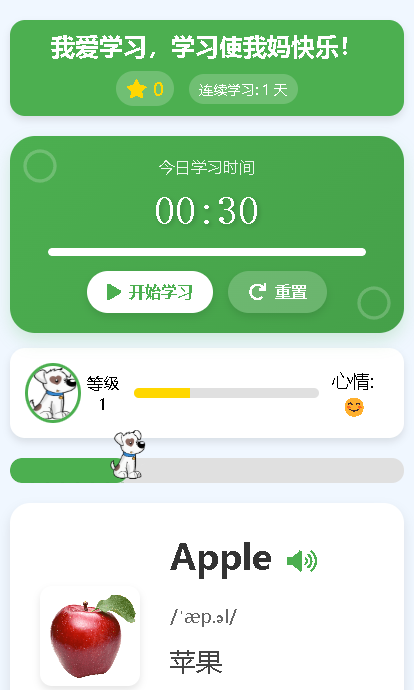 我爱学习，学习使我妈快乐！
0
连续学习: 1 天
今日学习时间
00:30
开始学习
重置
等级
1
心情:
Apple
/ˈæp.əl/
苹果